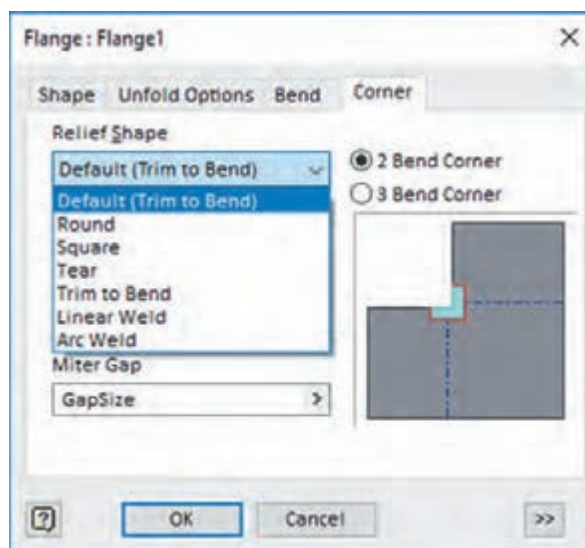 Flange : Flange1
Shape Unfold Options Bend Corner
Relief Shape
Default (Trim to Bend)
Default (Trim to Bend)
Round
Square
Tear
Trim to Bend
Linear Weld
Arc Weld
2 Bend Corner
3 Bend Corner
Miter Gap
GapSize
OK Cancel >>